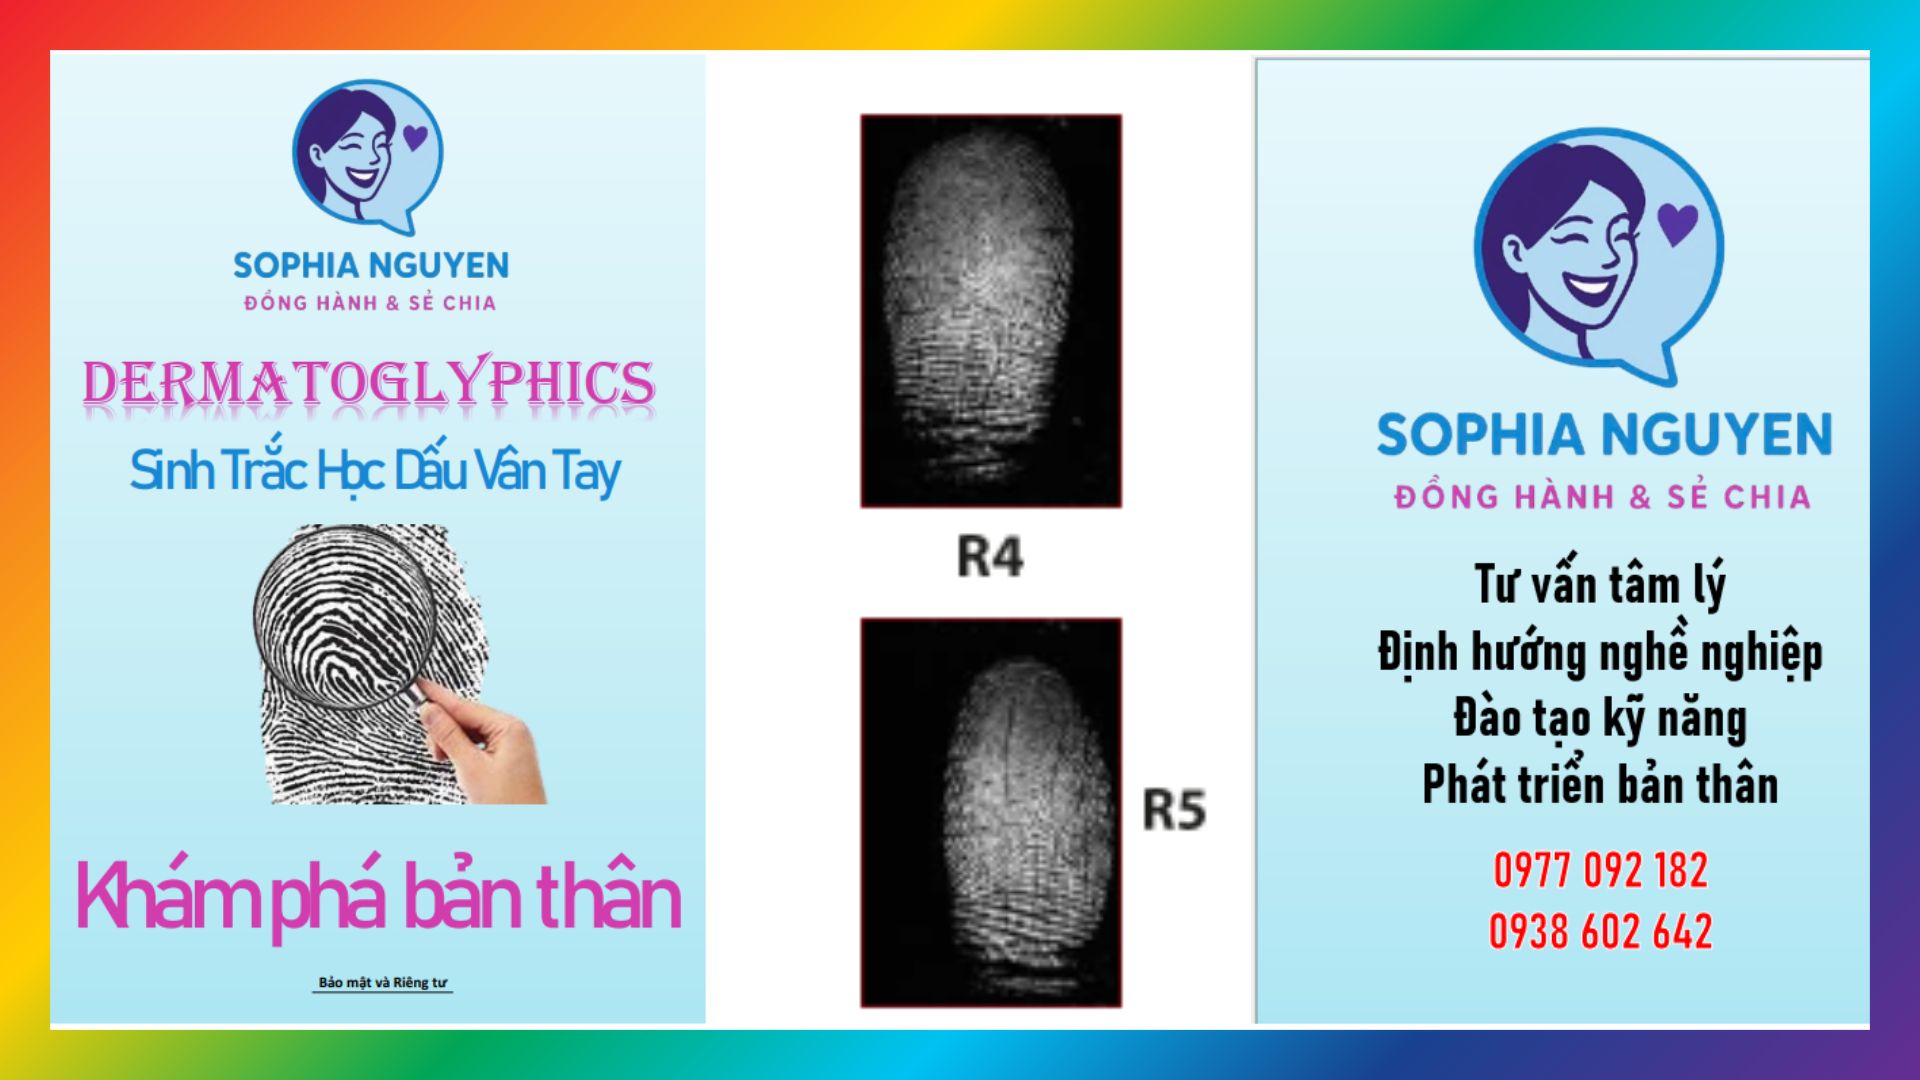 SOPHIA NGUYEN
ĐỒNG HÀNH & SẺ CHIA
DERMATOGLYPHICS
Sinh Trắc Học Dấu Vân Tay
Khám phá bản thân
Bảo mật và Riêng tư
R4
R5
SOPHIA NGUYEN
ĐỒNG HÀNH & SẺ CHIA
Tư vấn tâm lý
Định hướng nghề nghiệp
Đào tạo kỹ năng
Phát triển bản thân
0977 092 182
0938 602 642